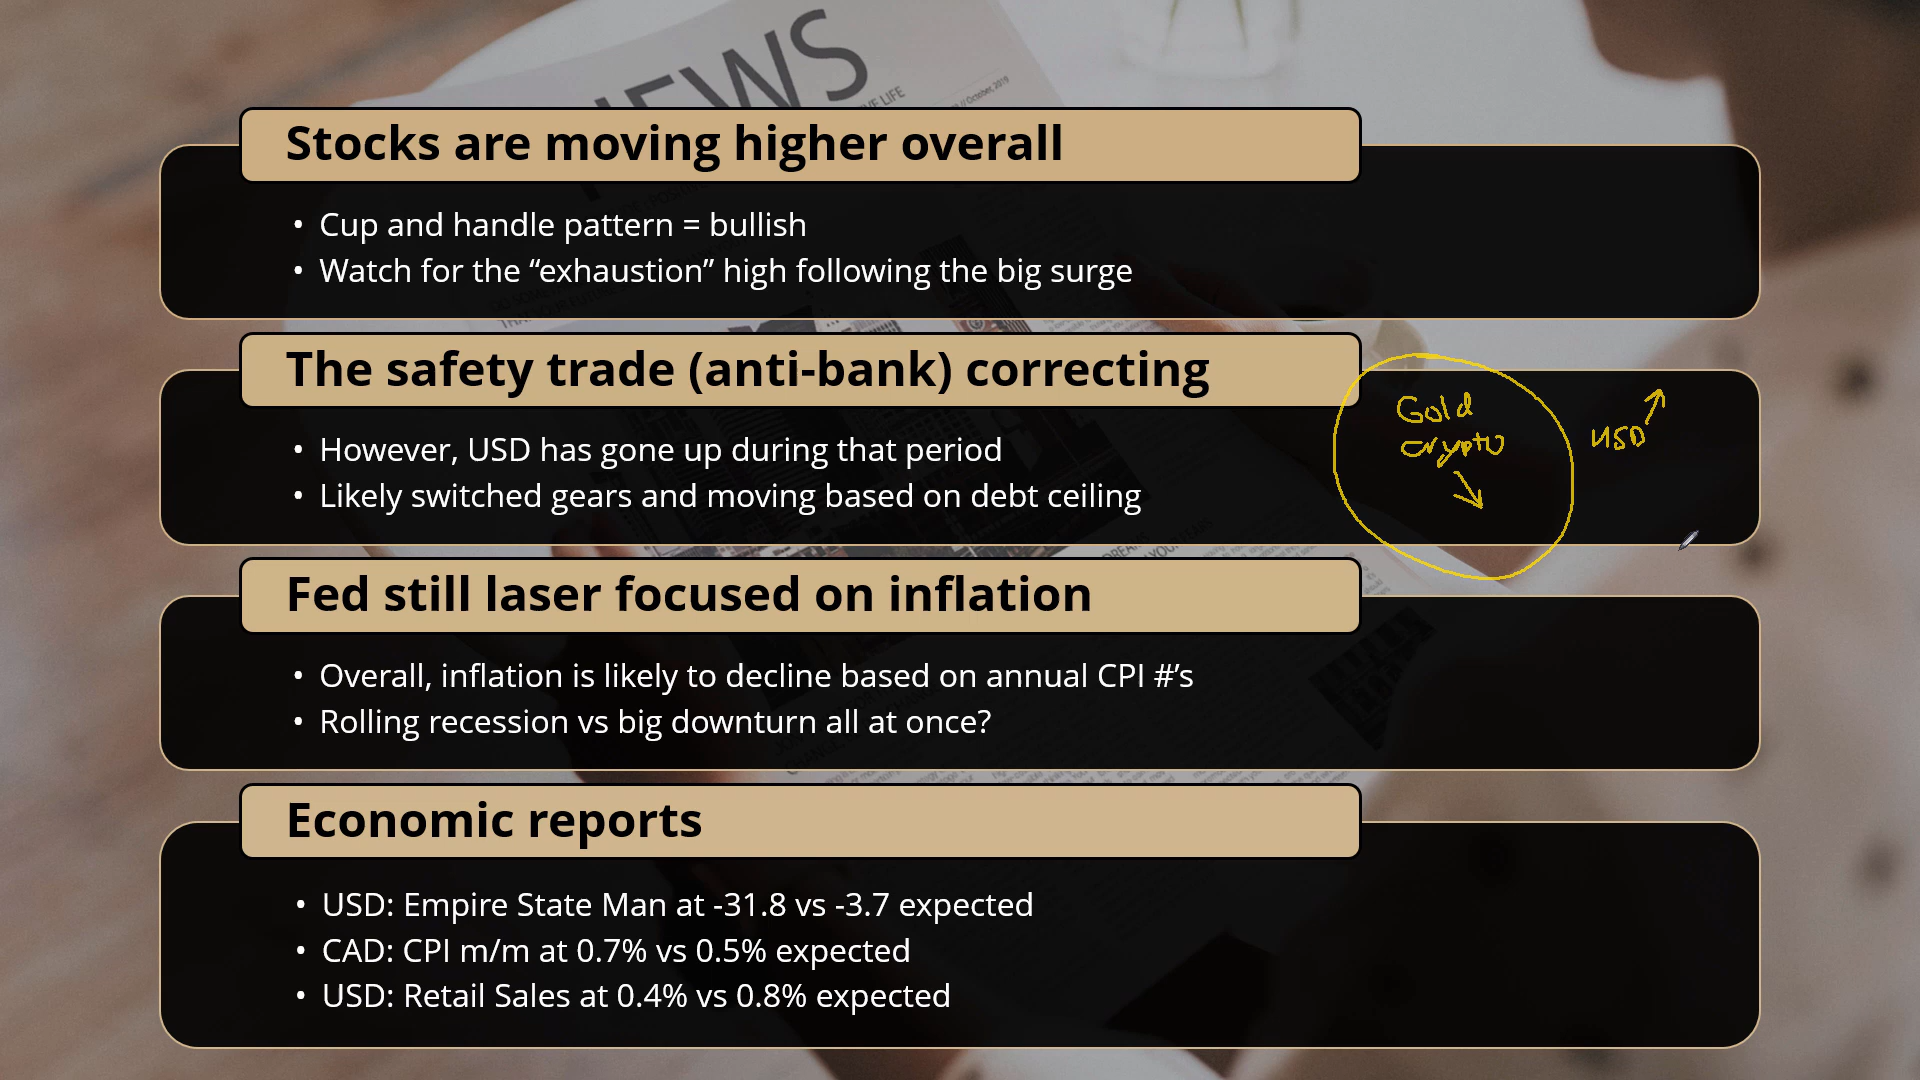 NEWS
October, 2019
Stocks are moving higher overall
• Cup and handle pattern = bullish
• Watch for the “exhaustion” high following the big surge
The safety trade (anti-bank) correcting
• However, USD has gone up during that period
• Likely switched gears and moving based on debt ceiling
Gold
crypto
USD
Fed still laser focused on inflation
• Overall, inflation is likely to decline based on annual CPI #’s
• Rolling recession vs big downturn all at once?
Economic reports
• USD: Empire State Man at -31.8 vs -3.7 expected
• CAD: CPI m/m at 0.7% vs 0.5% expected
• USD: Retail Sales at 0.4% vs 0.8% expected